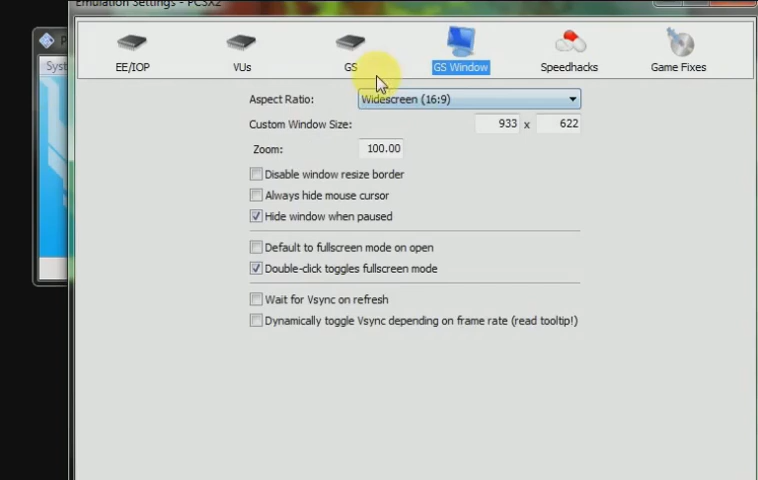 Emulation Settings - PCSX2
P
Syst
EE/IOP
VUs
GS
GS Window
Speedhacks
Game Fixes
Aspect Ratio: Widescreen (16:9)
Custom Window Size: 933 x 622
Zoom: 100.00
Disable window resize border
Always hide mouse cursor
Hide window when paused
Default to fullscreen mode on open
Double-click toggles fullscreen mode
Wait for Vsync on refresh
Dynamically toggle Vsync depending on frame rate (read tooltip!)